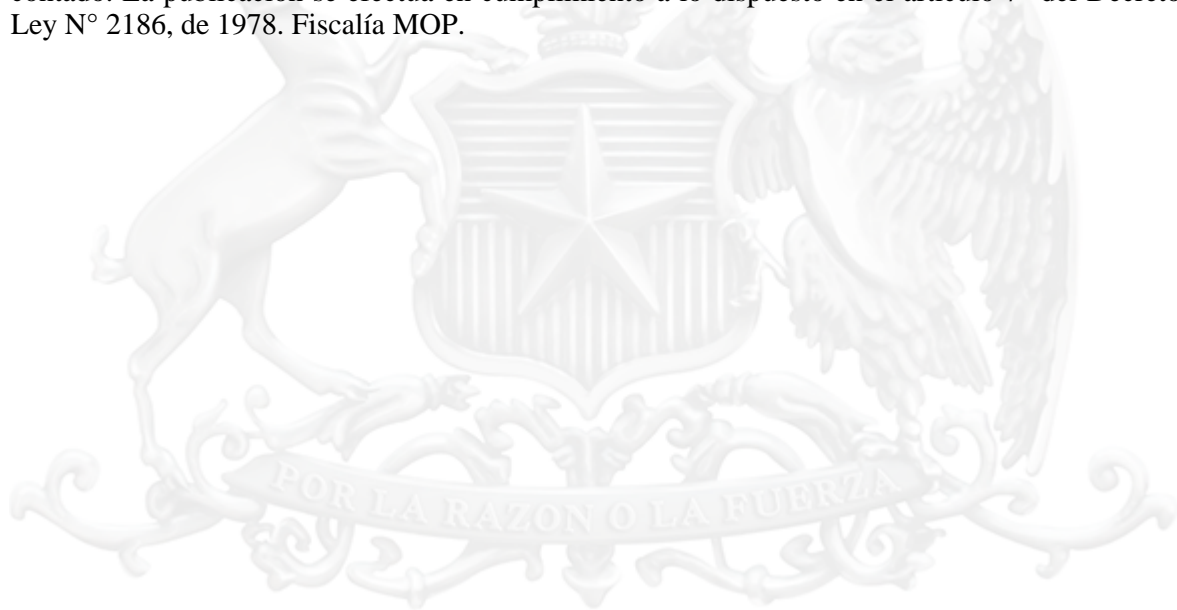 contado. La publicación se efectúa en cumplimiento a lo dispuesto en el artículo 7° del Decreto
Ley N° 2186, de 1978. Fiscalía MOP.
POR LA RAZON O LA FUERZA